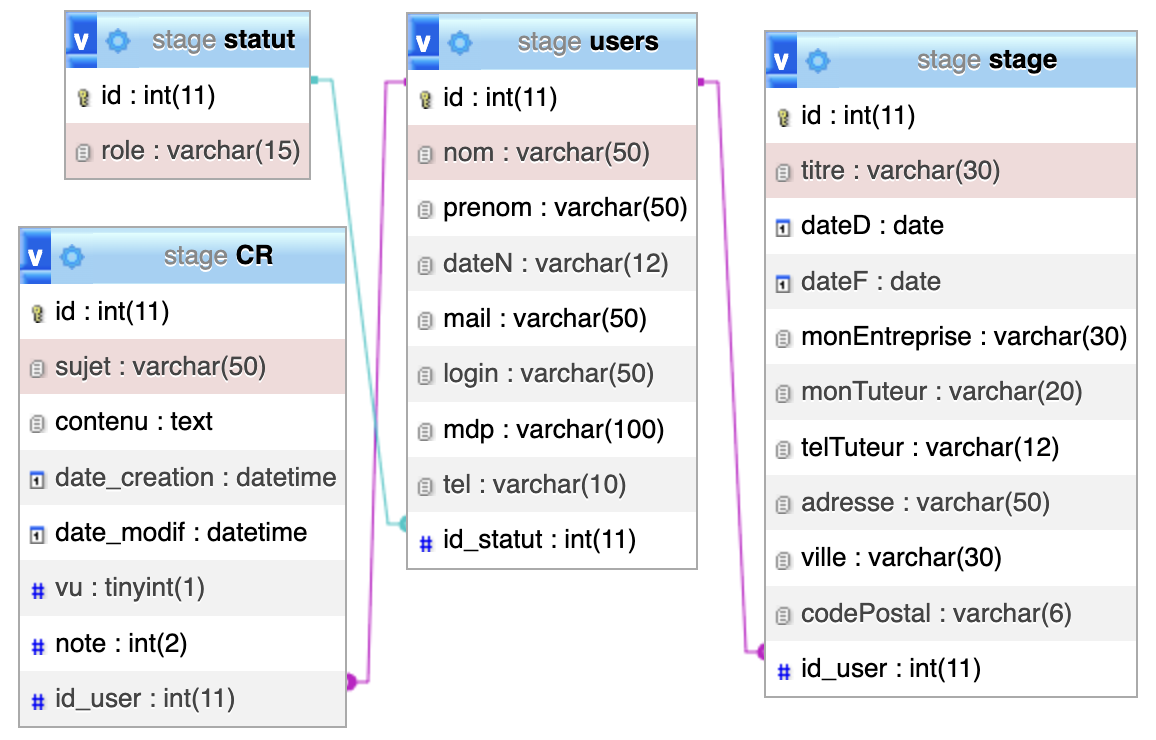 v stage statut
id : int(11)
role : varchar(15)
v stage CR
id : int(11)
sujet : varchar(50)
contenu : text
date_creation : datetime
date_modif : datetime
# vu : tinyint(1)
# note : int(2)
# id_user : int(11)
v stage users
id : int(11)
nom : varchar(50)
prenom : varchar(50)
dateN : varchar(12)
mail : varchar(50)
login : varchar(50)
mdp : varchar(100)
tel : varchar(10)
# id_statut : int(11)
v stage stage
id : int(11)
titre : varchar(30)
dateD : date
dateF : date
monEntreprise : varchar(30)
monTuteur : varchar(20)
telTuteur : varchar(12)
adresse : varchar(50)
ville : varchar(30)
codePostal : varchar(6)
# id_user : int(11)